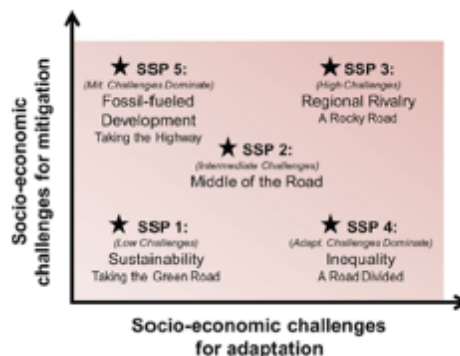 Socio-economic
challenges for mitigation
★ SSP 5:
(Mit. Challenges Dominate)
Fossil-fueled
Development
Taking the Highway
★ SSP 3:
(High Challenges)
Regional Rivalry
A Rocky Road
★ SSP 2:
(Intermediate Challenges)
Middle of the Road
★ SSP 1:
(Low Challenges)
Sustainability
Taking the Green Road
★ SSP 4:
(Adapt. Challenges Dominate)
Inequality
A Road Divided
Socio-economic challenges
for adaptation